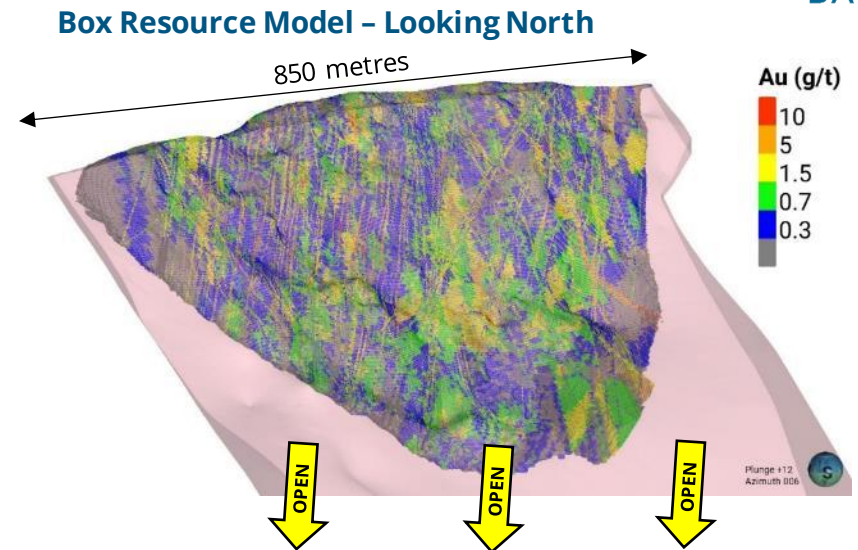 Box Resource Model – Looking North
850 metres
Au (g/t)
10
5
1.5
0.7
0.3
OPEN
OPEN
OPEN
Plunge +12
Azimuth 006
S